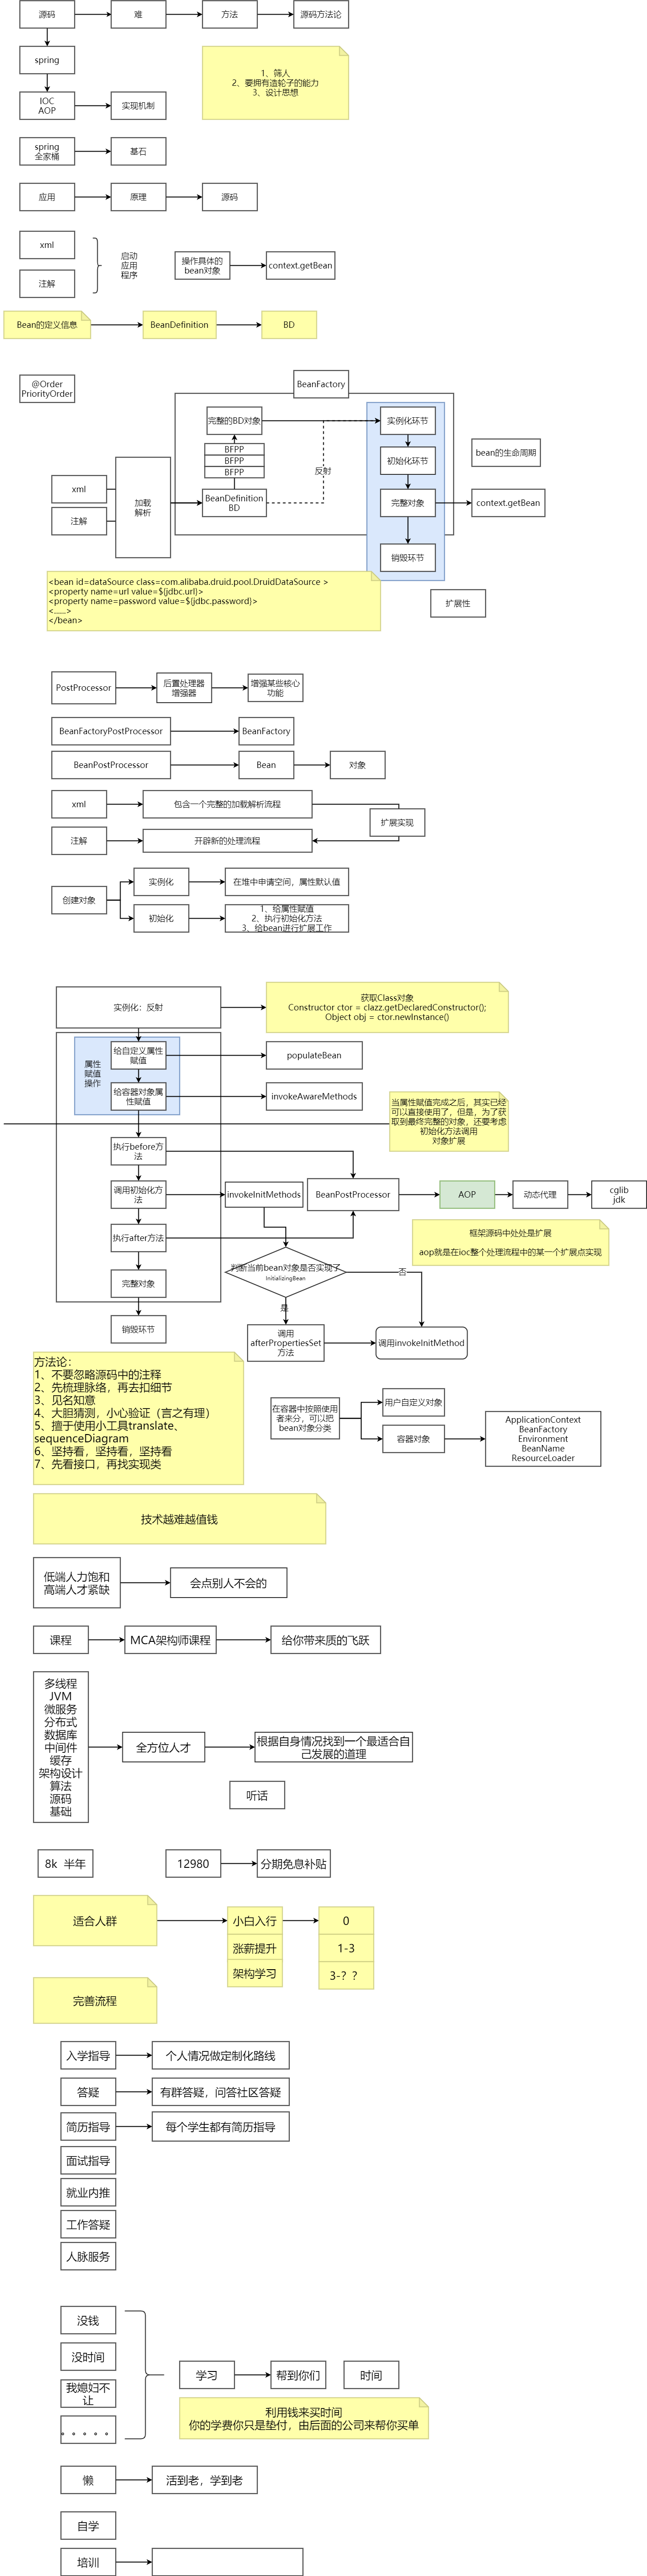 源码
难
方法
源码方法论
spring
1、筛人
2、要拥有造轮子的能力
3、设计思想
IOC
AOP
实现机制
spring
全家桶
基石
应用
原理
源码
xml
注解
启动
应用
程序
操作具体的
bean对象
context.getBean
Bean的定义信息
BeanDefinition
BD
@Order
PriorityOrder
BeanFactory
完整的BD对象
实例化环节
BFPP
BFPP
BFPP
反射
初始化环节
bean的生命周期
xml
注解
加载
解析
BeanDefinition
BD
完整对象
context.getBean
销毁环节
<bean id=dataSource class=com.alibaba.druid.pool.DruidDataSource >
<property name=url value=${jdbc.url}>
<property name=password value=${jdbc.password}>
<......>
</bean>
扩展性
PostProcessor
后置处理器
增强器
增强某些核心
功能
BeanFactoryPostProcessor
BeanFactory
BeanPostProcessor
Bean
对象
xml
包含一个完整的加载解析流程
扩展实现
注解
开辟新的处理流程
创建对象
实例化
在堆中申请空间，属性默认值
初始化
1、给属性赋值
2、执行初始化方法
3、给bean进行扩展工作
实例化：反射
获取Class对象
Constructor ctor = clazz.getDeclaredConstructor();
Object obj = ctor.newInstance()
属性
赋值
操作
给自定义属性
赋值
populateBean
给容器对象属
性赋值
invokeAwareMethods
当属性赋值完成之后，其实已经
可以直接使用了，但是，为了获
取到最终完整的对象，还要考虑
初始化方法调用
对象扩展
执行before方
法
调用初始化方
法
invokeInitMethods
BeanPostProcessor
AOP
动态代理
cglib
jdk
执行after方法
框架源码中处处是扩展
aop就是在ioc整个处理流程中的某一个扩展点实现
完整对象
判断当前bean对象是否实现了
InitializingBean
否
是
销毁环节
调用
afterPropertiesSet
方法
调用invokeInitMethod
方法论：
1、不要忽略源码中的注释
2、先梳理脉络，再去扣细节
3、见名知意
4、大胆猜测，小心验证（言之有理）
5、擅于使用小工具translate、
sequenceDiagram
6、坚持看，坚持看，坚持看
7、先看接口，再找实现类
在容器中按照使用
者来分，可以把
bean对象分类
用户自定义对象
容器对象
ApplicationContext
BeanFactory
Environment
BeanName
ResourceLoader
技术越难越值钱
低端人力饱和
高端人才紧缺
会点别人不会的
课程
MCA架构师课程
给你带来质的飞跃
多线程
JVM
微服务
分布式
数据库
中间件
缓存
架构设计
算法
源码
基础
全方位人才
根据自身情况找到一个最适合自
己发展的道理
听话
8k 半年
12980
分期免息补贴
适合人群
小白入行
0
涨薪提升
1-3
架构学习
3-？？
完善流程
入学指导
个人情况做定制化路线
答疑
有群答疑，问答社区答疑
简历指导
每个学生都有简历指导
面试指导
就业内推
工作答疑
人脉服务
没钱
没时间
我媳妇不
让
。。。。。
学习
帮到你们
时间
利用钱来买时间
你的学费你只是垫付，由后面的公司来帮你买单
懒
活到老，学到老
自学
培训